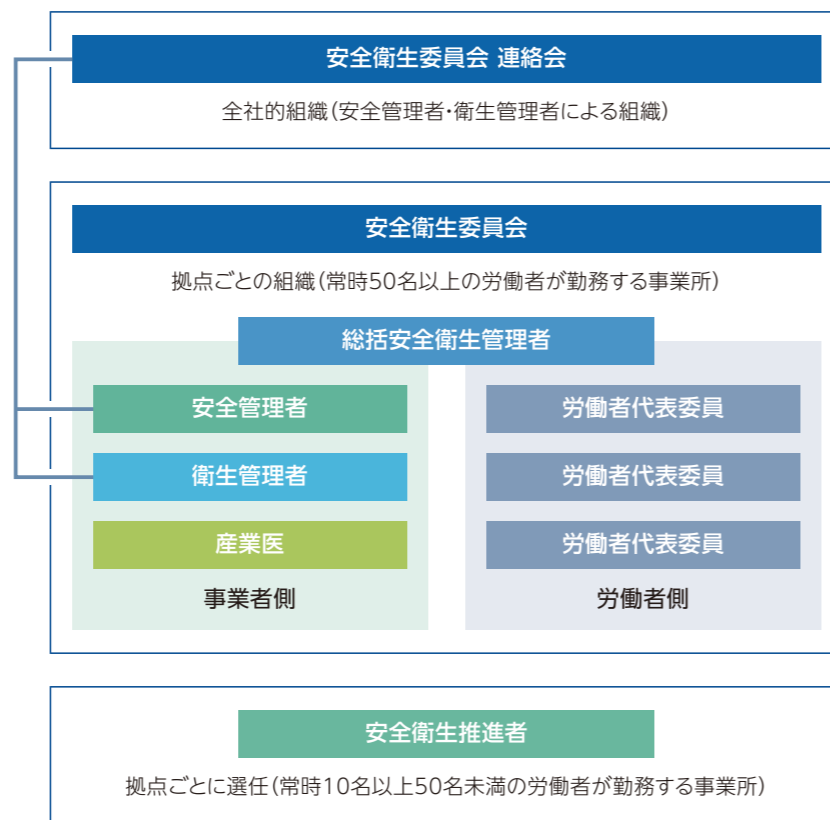 安全衛生委員会 連絡会
全社的組織(安全管理者・衛生管理者による組織)
安全衛生委員会
拠点ごとの組織(常時50名以上の労働者が勤務する事業所)
総括安全衛生管理者
安全管理者
衛生管理者
産業医
事業者側
労働者代表委員
労働者代表委員
労働者代表委員
労働者側
安全衛生推進者
拠点ごとに選任(常時10名以上50名未満の労働者が勤務する事業所)